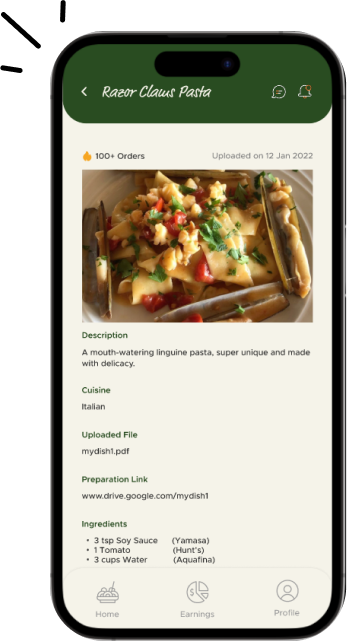 Razor Claws Pasta
100+ Orders
Uploaded on 12 Jan 2022
Description
A mouth-watering linguine pasta, super unique and made
with delicacy.
Cuisine
Italian
Uploaded File
mydish1.pdf
Preparation Link
www.drive.google.com/mydish1
Ingredients
• 3 tsp Soy Sauce (Yamasa)
• 1 Tomato (Hunt's)
• 3 cups Water (Aquafina)
Home
Earnings
Profile